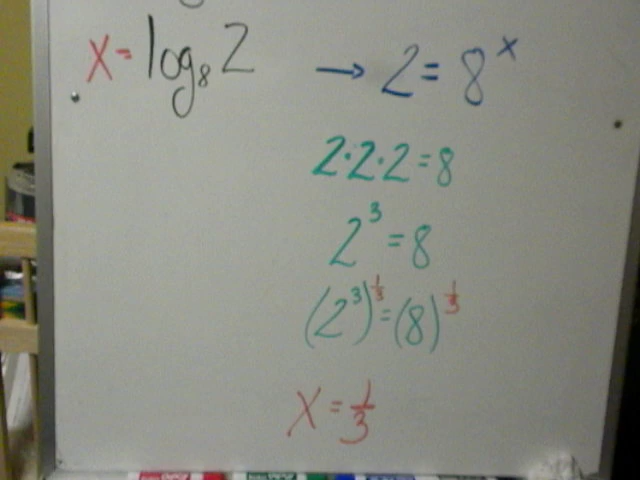 x = log₈ 2 → 2 = 8ˣ
2·2·2 = 8
2³ = 8
(2³)^⅓ = (8)^⅓
x = 1/3